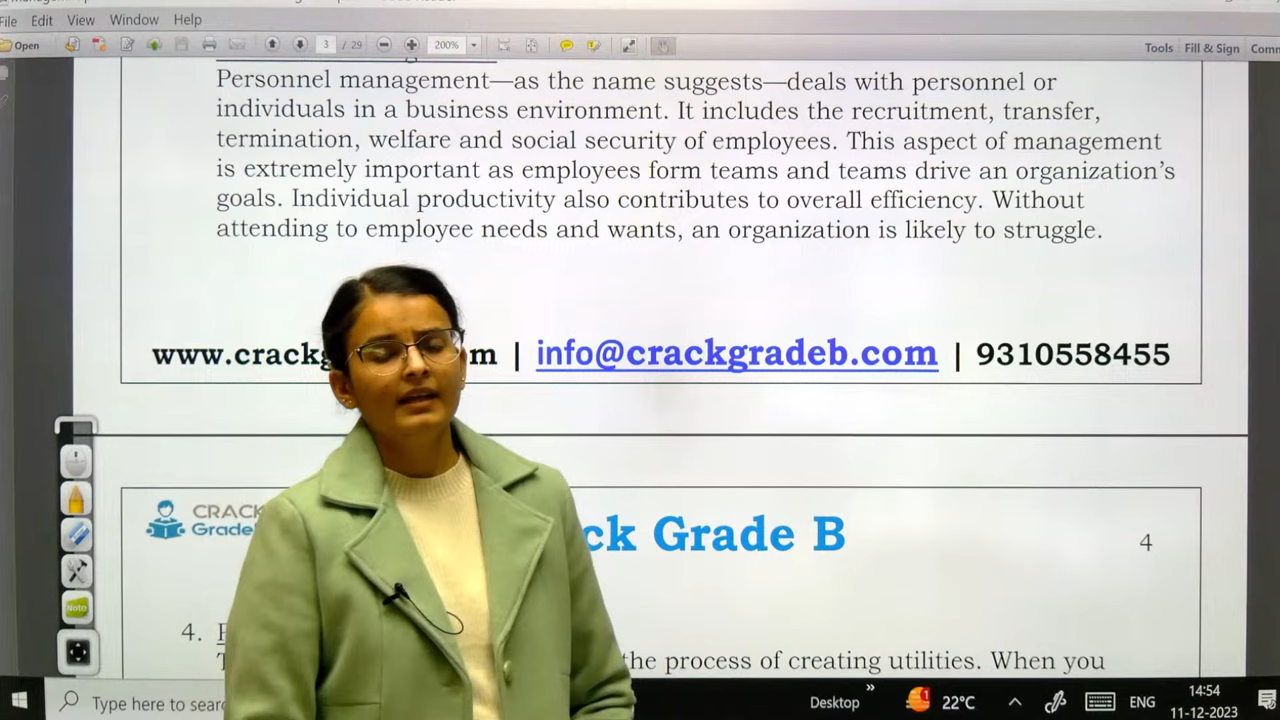 File Edit View Window Help
Open 3 / 29 200% Tools Fill & Sign Comm
Personnel management—as the name suggests—deals with personnel or
individuals in a business environment. It includes the recruitment, transfer,
termination, welfare and social security of employees. This aspect of management
is extremely important as employees form teams and teams drive an organization's
goals. Individual productivity also contributes to overall efficiency. Without
attending to employee needs and wants, an organization is likely to struggle.
www.crackg m | info@crackgradeb.com | 9310558455
CRACK
Grade
ck Grade B
4
Note
4.
the process of creating utilities. When you
Type here to sear Desktop » 1 22°C ENG 14:54
11-12-2023